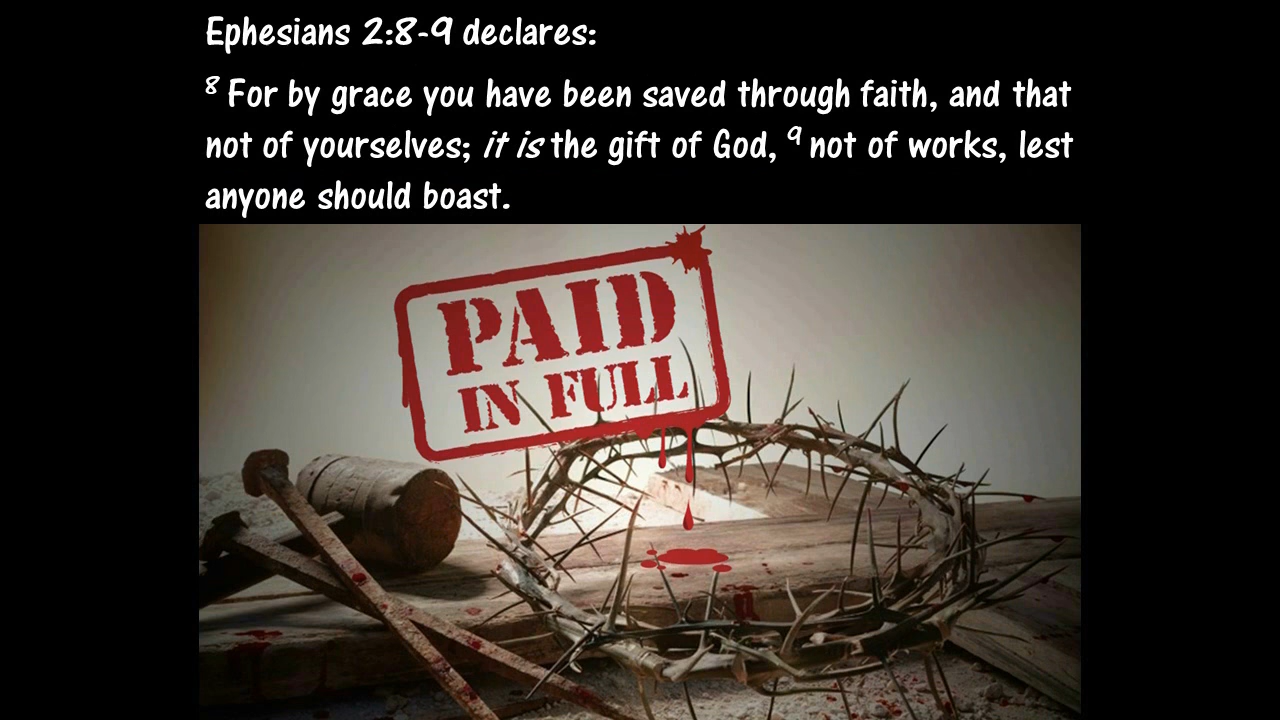 Ephesians 2:8-9 declares:
8 For by grace you have been saved through faith, and that
not of yourselves; it is the gift of God, 9 not of works, lest
anyone should boast.
PAID
IN FULL